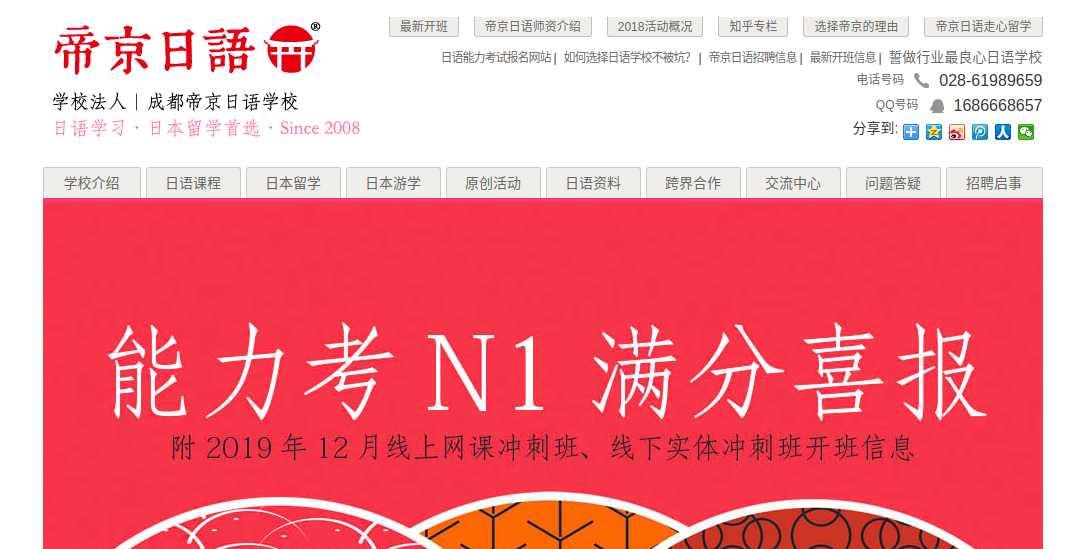 帝京日語®
学校法人｜成都帝京日语学校
日语学习·日本留学首选·Since 2008
最新开班 帝京日语师资介绍 2018活动概况 知乎专栏 选择帝京的理由 帝京日语走心留学
日语能力考试报名网站 | 如何选择日语学校不被坑? | 帝京日语招聘信息 | 最新开班信息 | 誓做行业最良心日语学校
电话号码 028-61989659
QQ号码 1686668657
分享到:
学校介绍 日语课程 日本留学 日本游学 原创活动 日语资料 跨界合作 交流中心 问题答疑 招聘启事
能力考 N1 满分喜报
附 2019 年 12 月线上网课冲刺班、线下实体冲刺班开班信息